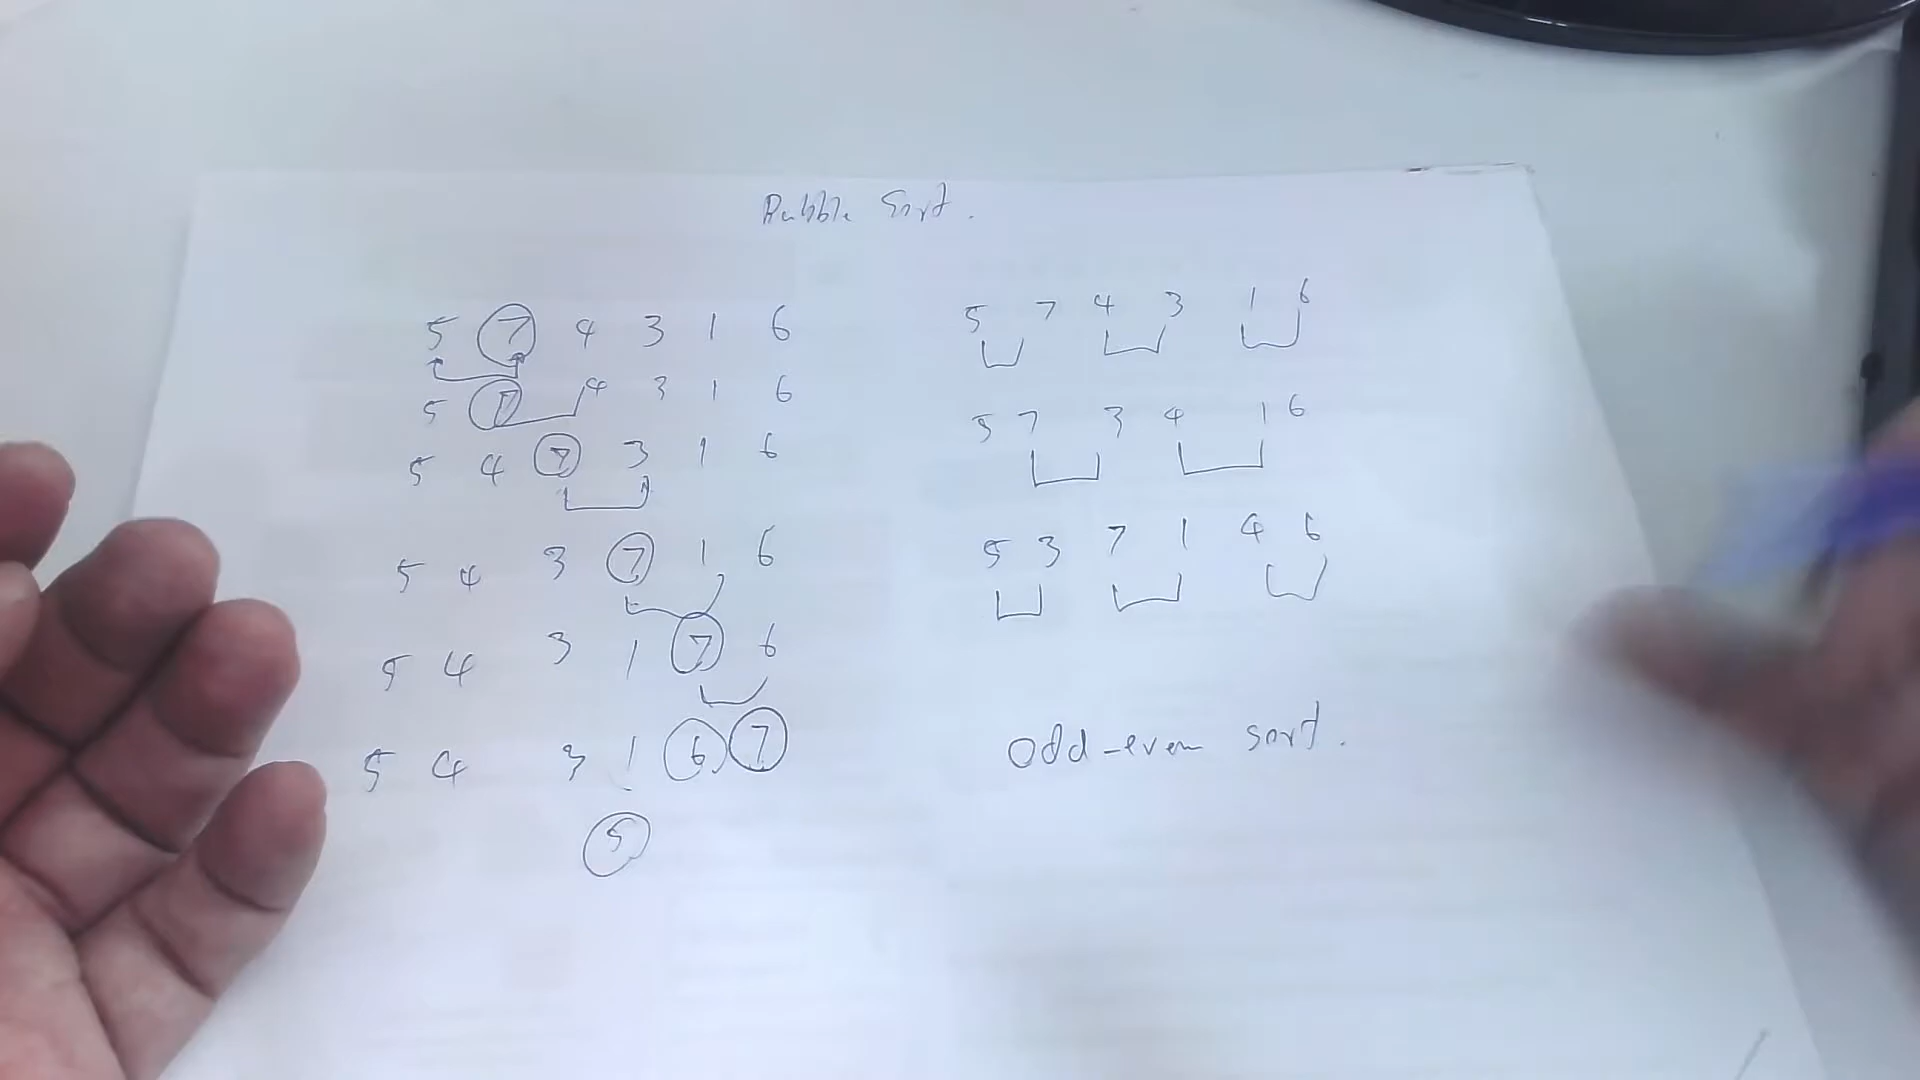 Bubble Sort.
5 7 4 3 1 6
5 7 4 3 1 6
5 4 7 3 1 6
5 4 3 7 1 6
5 4 3 1 7 6
5 4 3 1 6 7
5
5 7 4 3 1 6
5 7 3 4 1 6
5 3 7 1 4 6
odd-even sort.